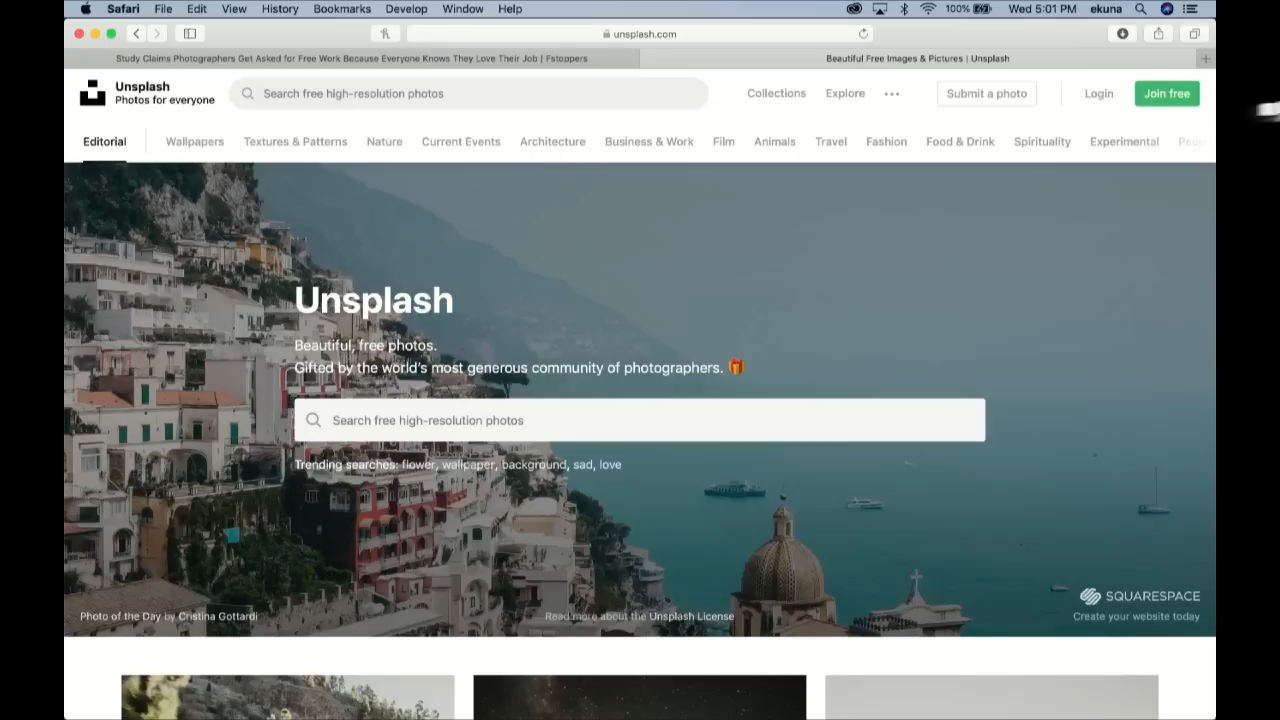 Safari File Edit View History Bookmarks Develop Window Help 100% Wed 5:01 PM ekuna
unsplash.com
Study Claims Photographers Get Asked for Free Work Because Everyone Knows They Love Their Job | Fstoppers
Beautiful Free Images & Pictures | Unsplash
Unsplash
Photos for everyone
Search free high-resolution photos
Collections Explore Submit a photo Login Join free
Editorial Wallpapers Textures & Patterns Nature Current Events Architecture Business & Work Film Animals Travel Fashion Food & Drink Spirituality Experimental
Unsplash
Beautiful, free photos.
Gifted by the world's most generous community of photographers. 🎁
Search free high-resolution photos
Trending searches: flower, wallpaper, background, sad, love
SQUARESPACE
Photo of the Day by Cristina Gottardi Read more about the Unsplash License Create your website today